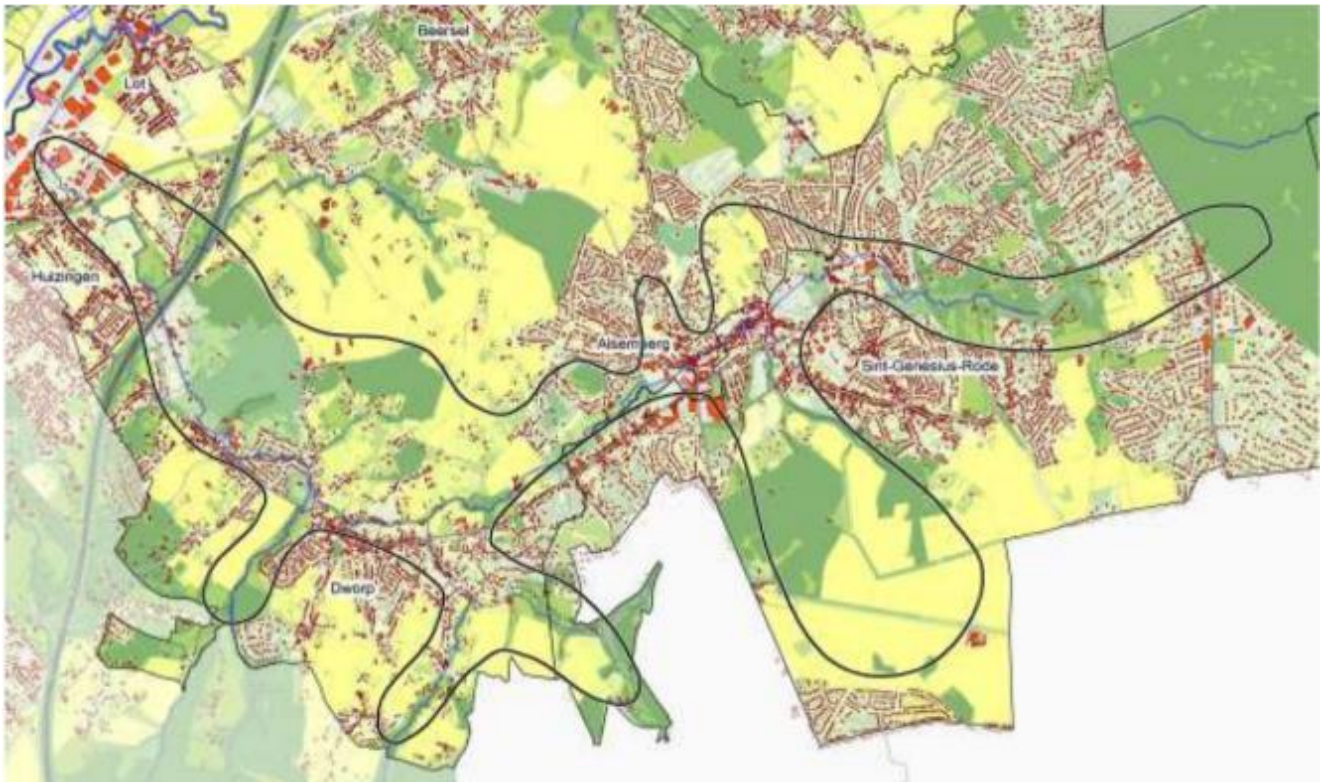 Beersel
Lot
Huizingen
Alsemberg
Sint-Genesius-Rode
Dworp